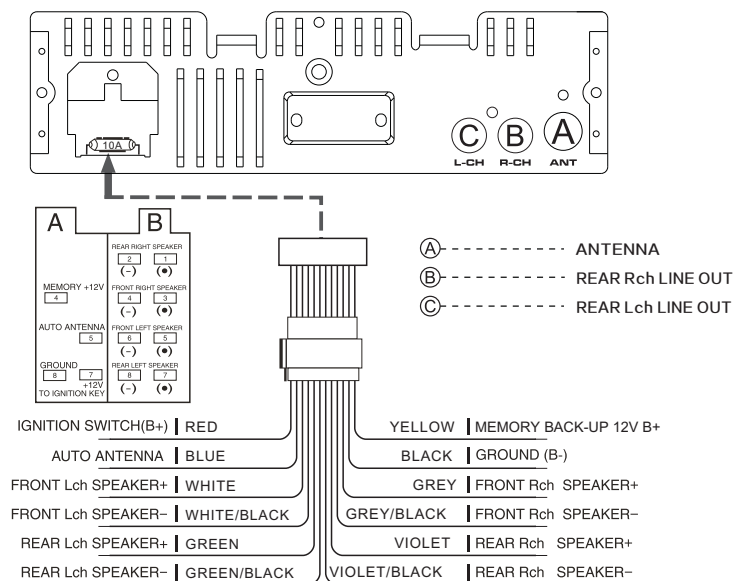 10A
C B A
L-CH R-CH ANT
A B
REAR RIGHT SPEAKER
2 1
(-) (•)
MEMORY +12V
4
FRONT RIGHT SPEAKER
4 3
(-) (•)
AUTO ANTENNA
5
FRONT LEFT SPEAKER
6 5
(-) (•)
GROUND
8 7
+12V
TO IGNITION KEY
REAR LEFT SPEAKER
8 7
(-) (•)
A ANTENNA
B REAR Rch LINE OUT
C REAR Lch LINE OUT
IGNITION SWITCH(B+) RED
AUTO ANTENNA BLUE
FRONT Lch SPEAKER+ WHITE
FRONT Lch SPEAKER− WHITE/BLACK
REAR Lch SPEAKER+ GREEN
REAR Lch SPEAKER− GREEN/BLACK
YELLOW MEMORY BACK-UP 12V B+
BLACK GROUND (B-)
GREY FRONT Rch SPEAKER+
GREY/BLACK FRONT Rch SPEAKER−
VIOLET REAR Rch SPEAKER+
VIOLET/BLACK REAR Rch SPEAKER−